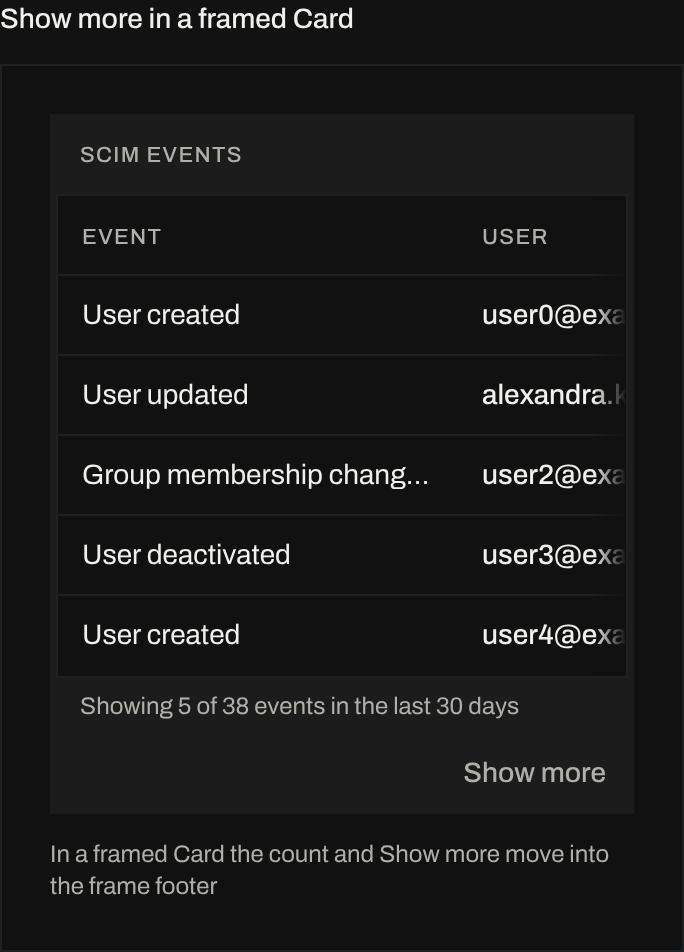 Show more in a framed Card
SCIM EVENTS
EVENT USER
User created user0@exa
User updated alexandra.k
Group membership chang... user2@exa
User deactivated user3@exa
User created user4@exa
Showing 5 of 38 events in the last 30 days
Show more
In a framed Card the count and Show more move into
the frame footer